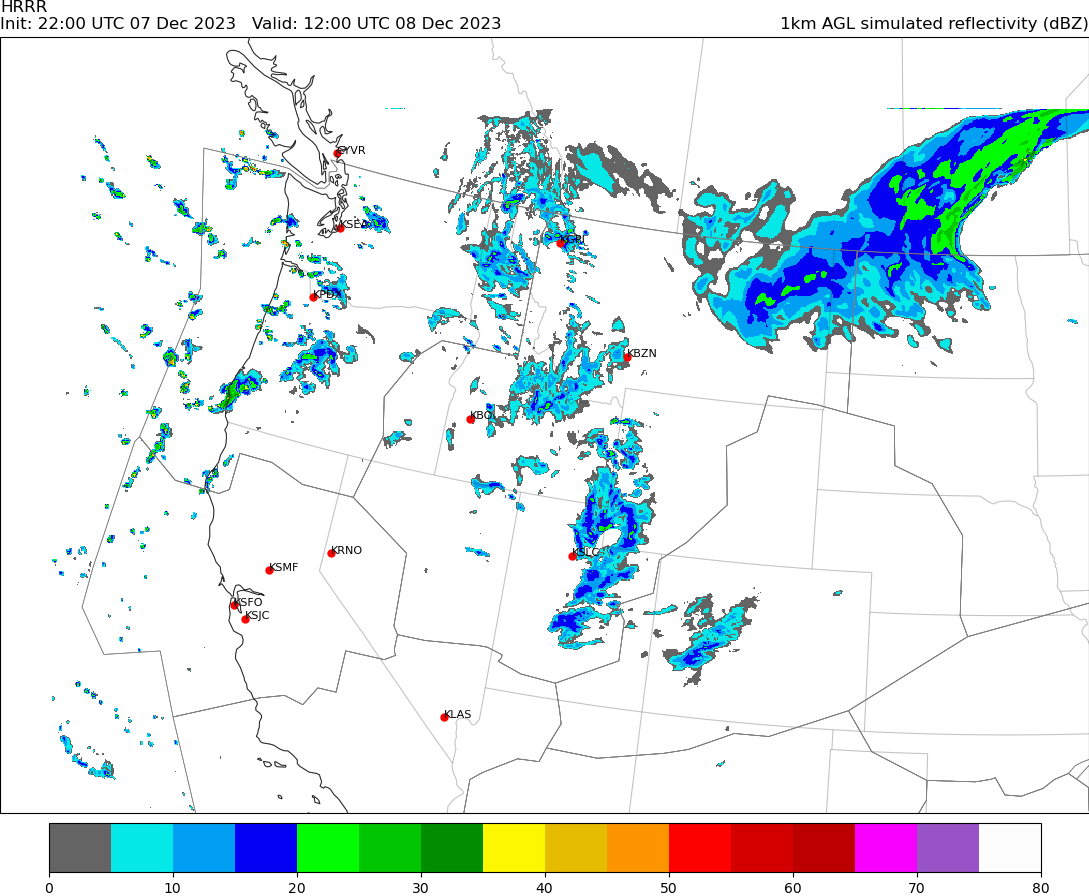 HRRR
Init: 22:00 UTC 07 Dec 2023   Valid: 12:00 UTC 08 Dec 2023   1km AGL simulated reflectivity (dBZ)
CYVR
KSEA
KGPI
KPDX
KBZN
KBOI
KRNO
KSLC
KSMF
KSFO
KSJC
KLAS
0 10 20 30 40 50 60 70 80